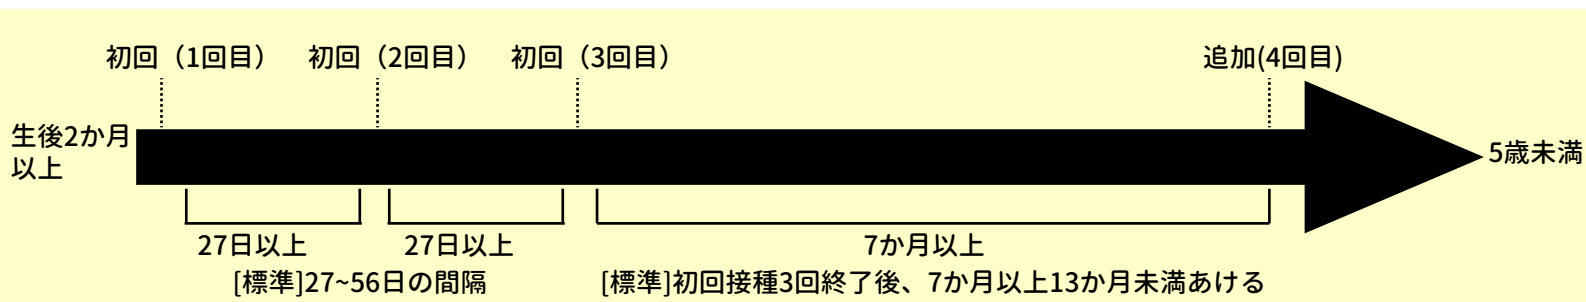 初回（1回目）
初回（2回目）
初回（3回目）
追加(4回目)
生後2か月
以上
5歳未満
27日以上
27日以上
7か月以上
[標準]27~56日の間隔
[標準]初回接種3回終了後、7か月以上13か月未満あける